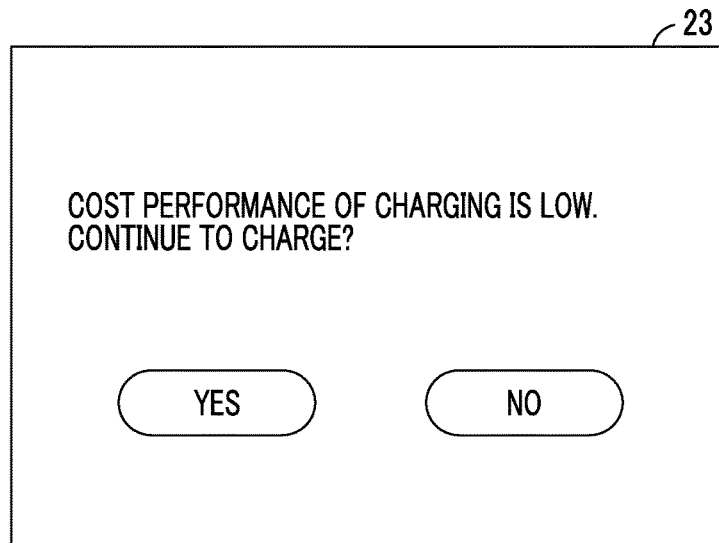 23
COST PERFORMANCE OF CHARGING IS LOW.
CONTINUE TO CHARGE?
YES NO